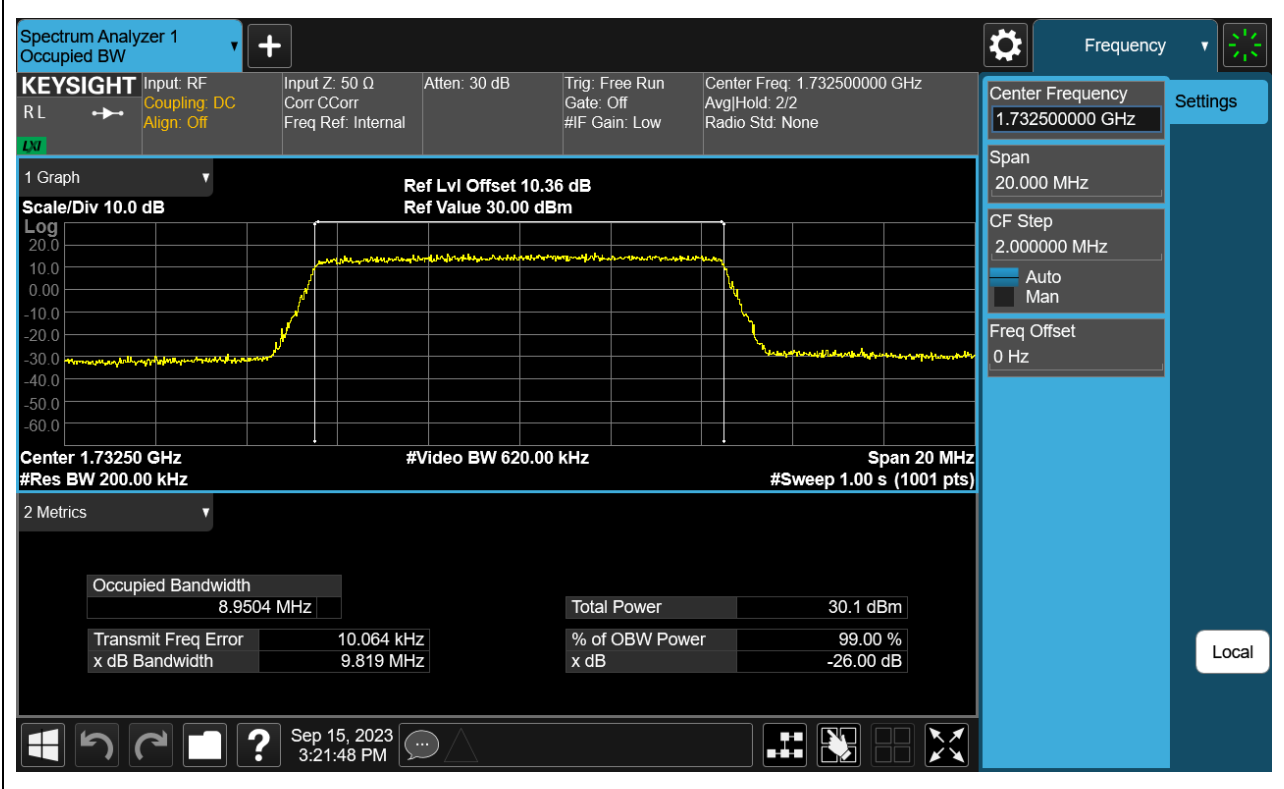 Spectrum Analyzer 1
Occupied BW
Frequency
KEYSIGHT
R L
LXI
Input: RF
Coupling: DC
Align: Off
Input Z: 50 Ω
Corr CCorr
Freq Ref: Internal
Atten: 30 dB
Trig: Free Run
Gate: Off
#IF Gain: Low
Center Freq: 1.732500000 GHz
Avg|Hold: 2/2
Radio Std: None
Center Frequency
1.732500000 GHz
Settings
Span
20.000 MHz
CF Step
2.000000 MHz
Auto
Man
Freq Offset
0 Hz
Local
1 Graph
Scale/Div 10.0 dB
Ref Lvl Offset 10.36 dB
Ref Value 30.00 dBm
Log
20.0
10.0
0.00
-10.0
-20.0
-30.0
-40.0
-50.0
-60.0
Center 1.73250 GHz
#Video BW 620.00 kHz
Span 20 MHz
#Res BW 200.00 kHz
#Sweep 1.00 s (1001 pts)
2 Metrics
Occupied Bandwidth
8.9504 MHz
Total Power 30.1 dBm
Transmit Freq Error 10.064 kHz
% of OBW Power 99.00 %
x dB Bandwidth 9.819 MHz
x dB -26.00 dB
Sep 15, 2023
3:21:48 PM